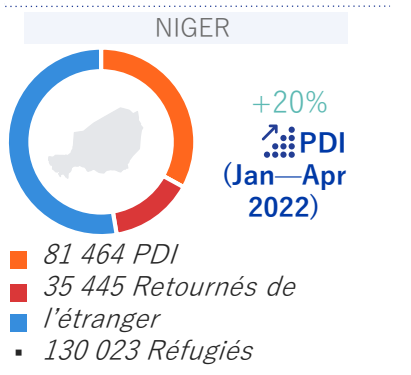 NIGER
+20%
PDI
(Jan—Apr
2022)
81 464 PDI
35 445 Retournés de
l’étranger
130 023 Réfugiés